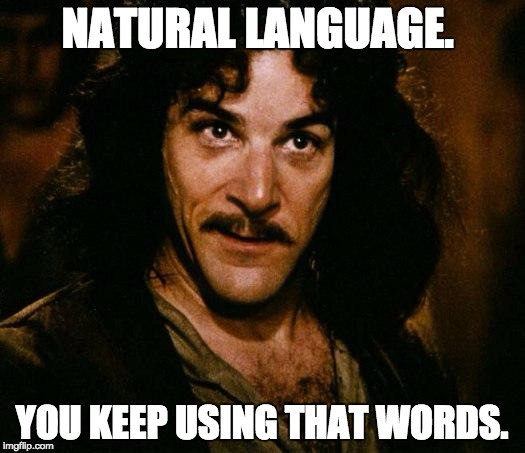 NATURAL LANGUAGE.
YOU KEEP USING THAT WORDS.
imgflip.com